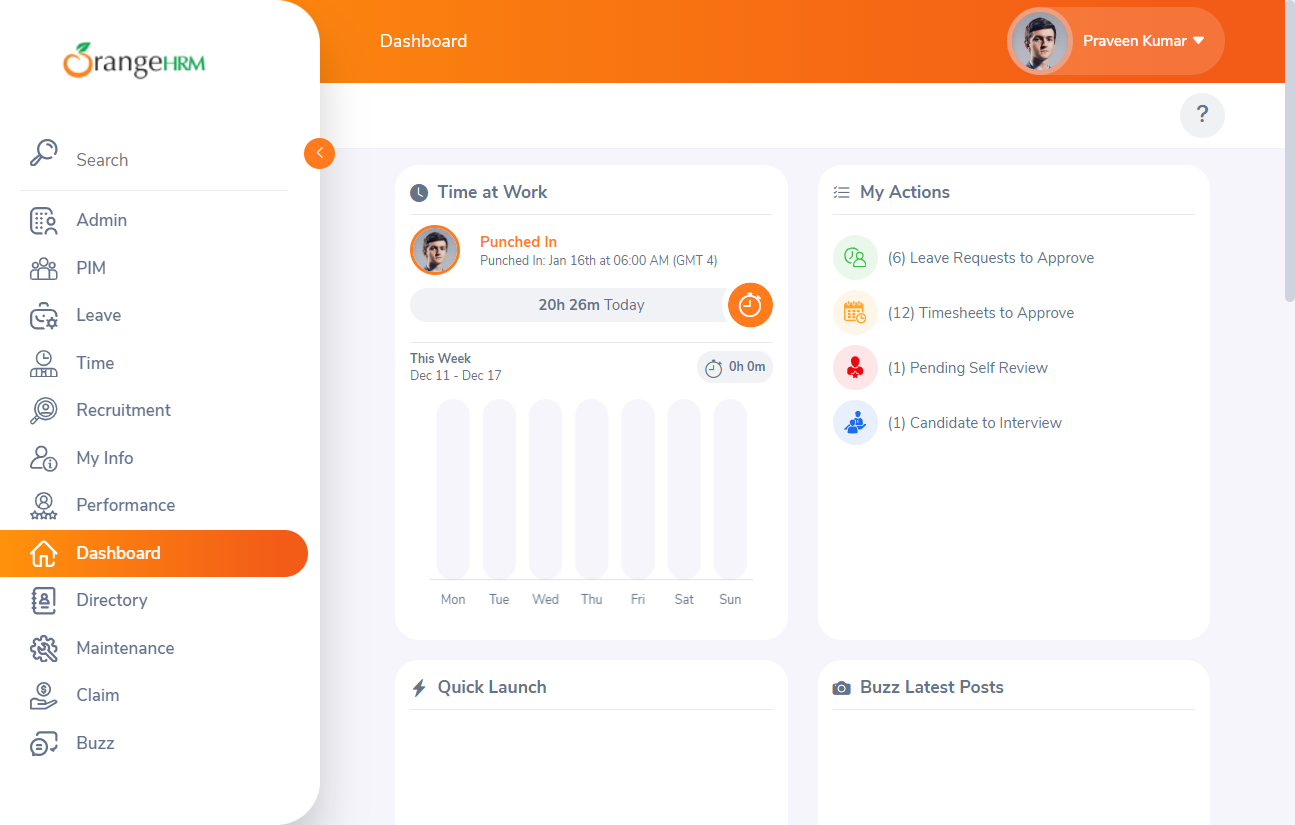 OrangeHRM
Search
Admin
PIM
Leave
Time
Recruitment
My Info
Performance
Dashboard
Directory
Maintenance
Claim
Buzz
Dashboard
Praveen Kumar
?
Time at Work
Punched In
Punched In: Jan 16th at 06:00 AM (GMT 4)
20h 26m Today
This Week
Dec 11 - Dec 17
0h 0m
Mon Tue Wed Thu Fri Sat Sun
My Actions
(6) Leave Requests to Approve
(12) Timesheets to Approve
(1) Pending Self Review
(1) Candidate to Interview
Quick Launch
Buzz Latest Posts